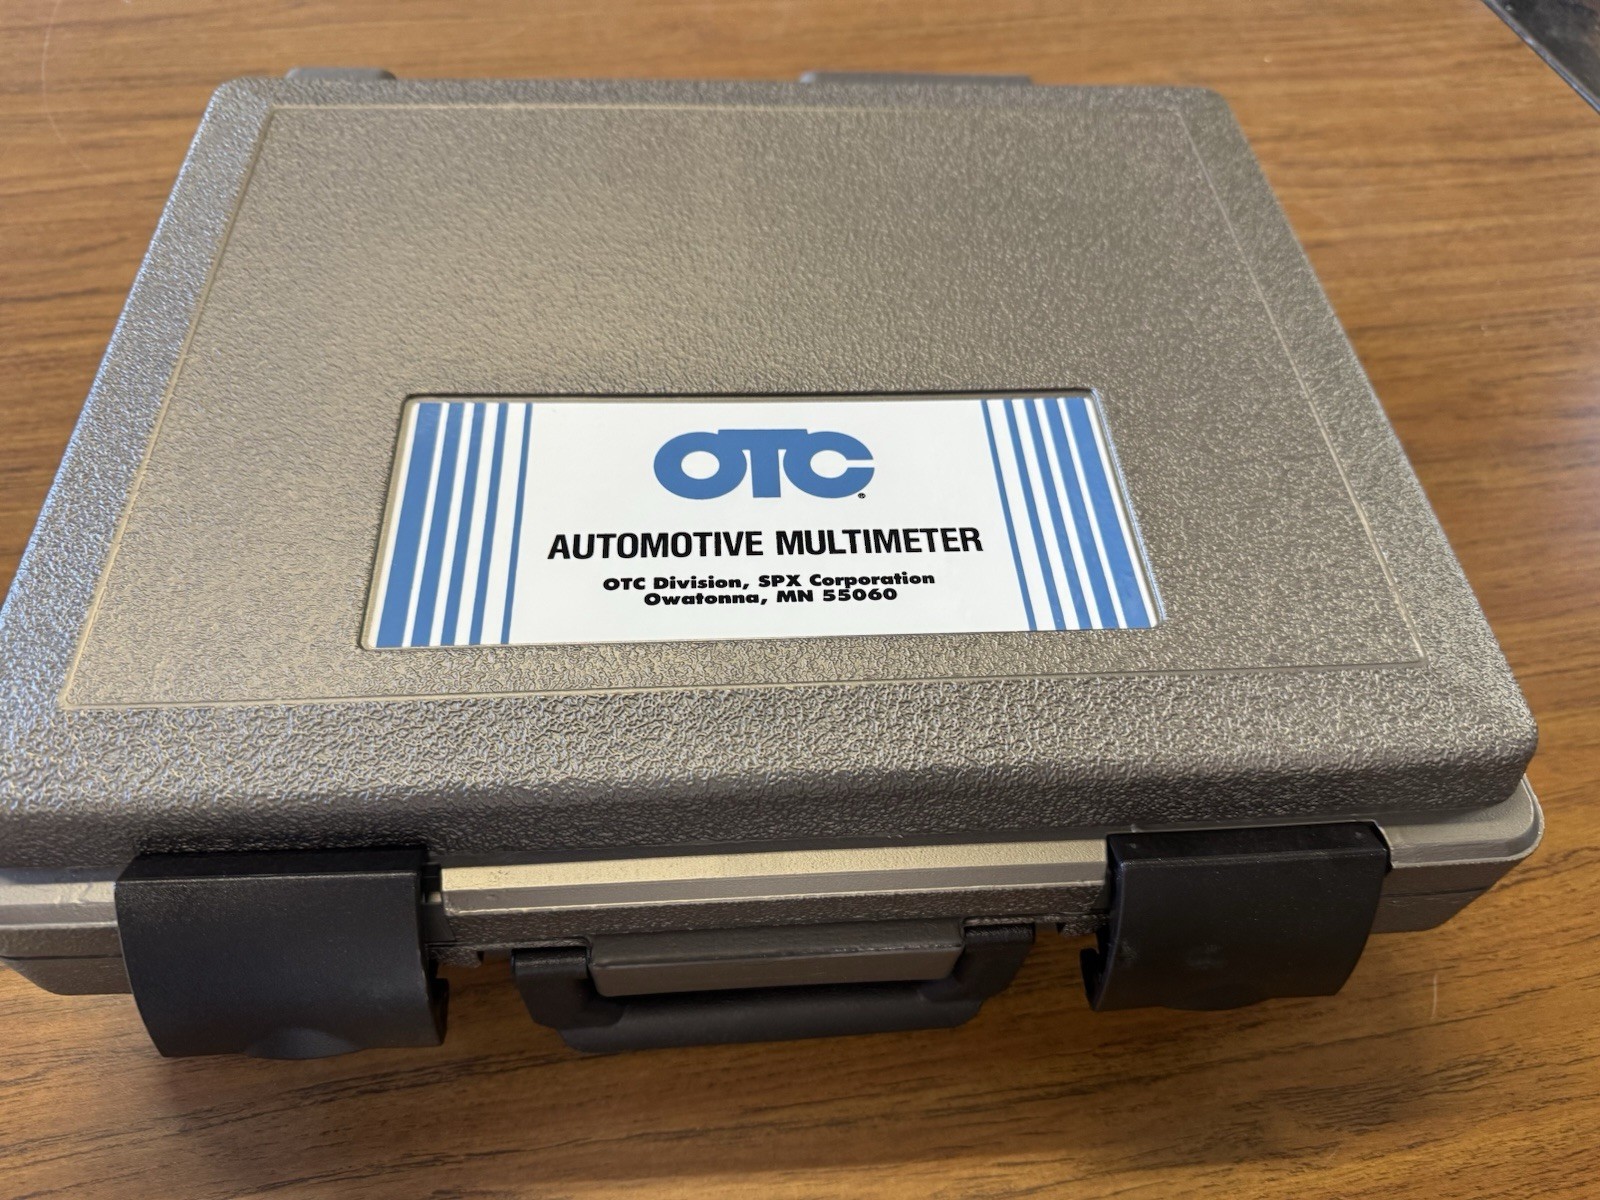 OTC®
AUTOMOTIVE MULTIMETER
OTC Division, SPX Corporation
Owatonna, MN 55060